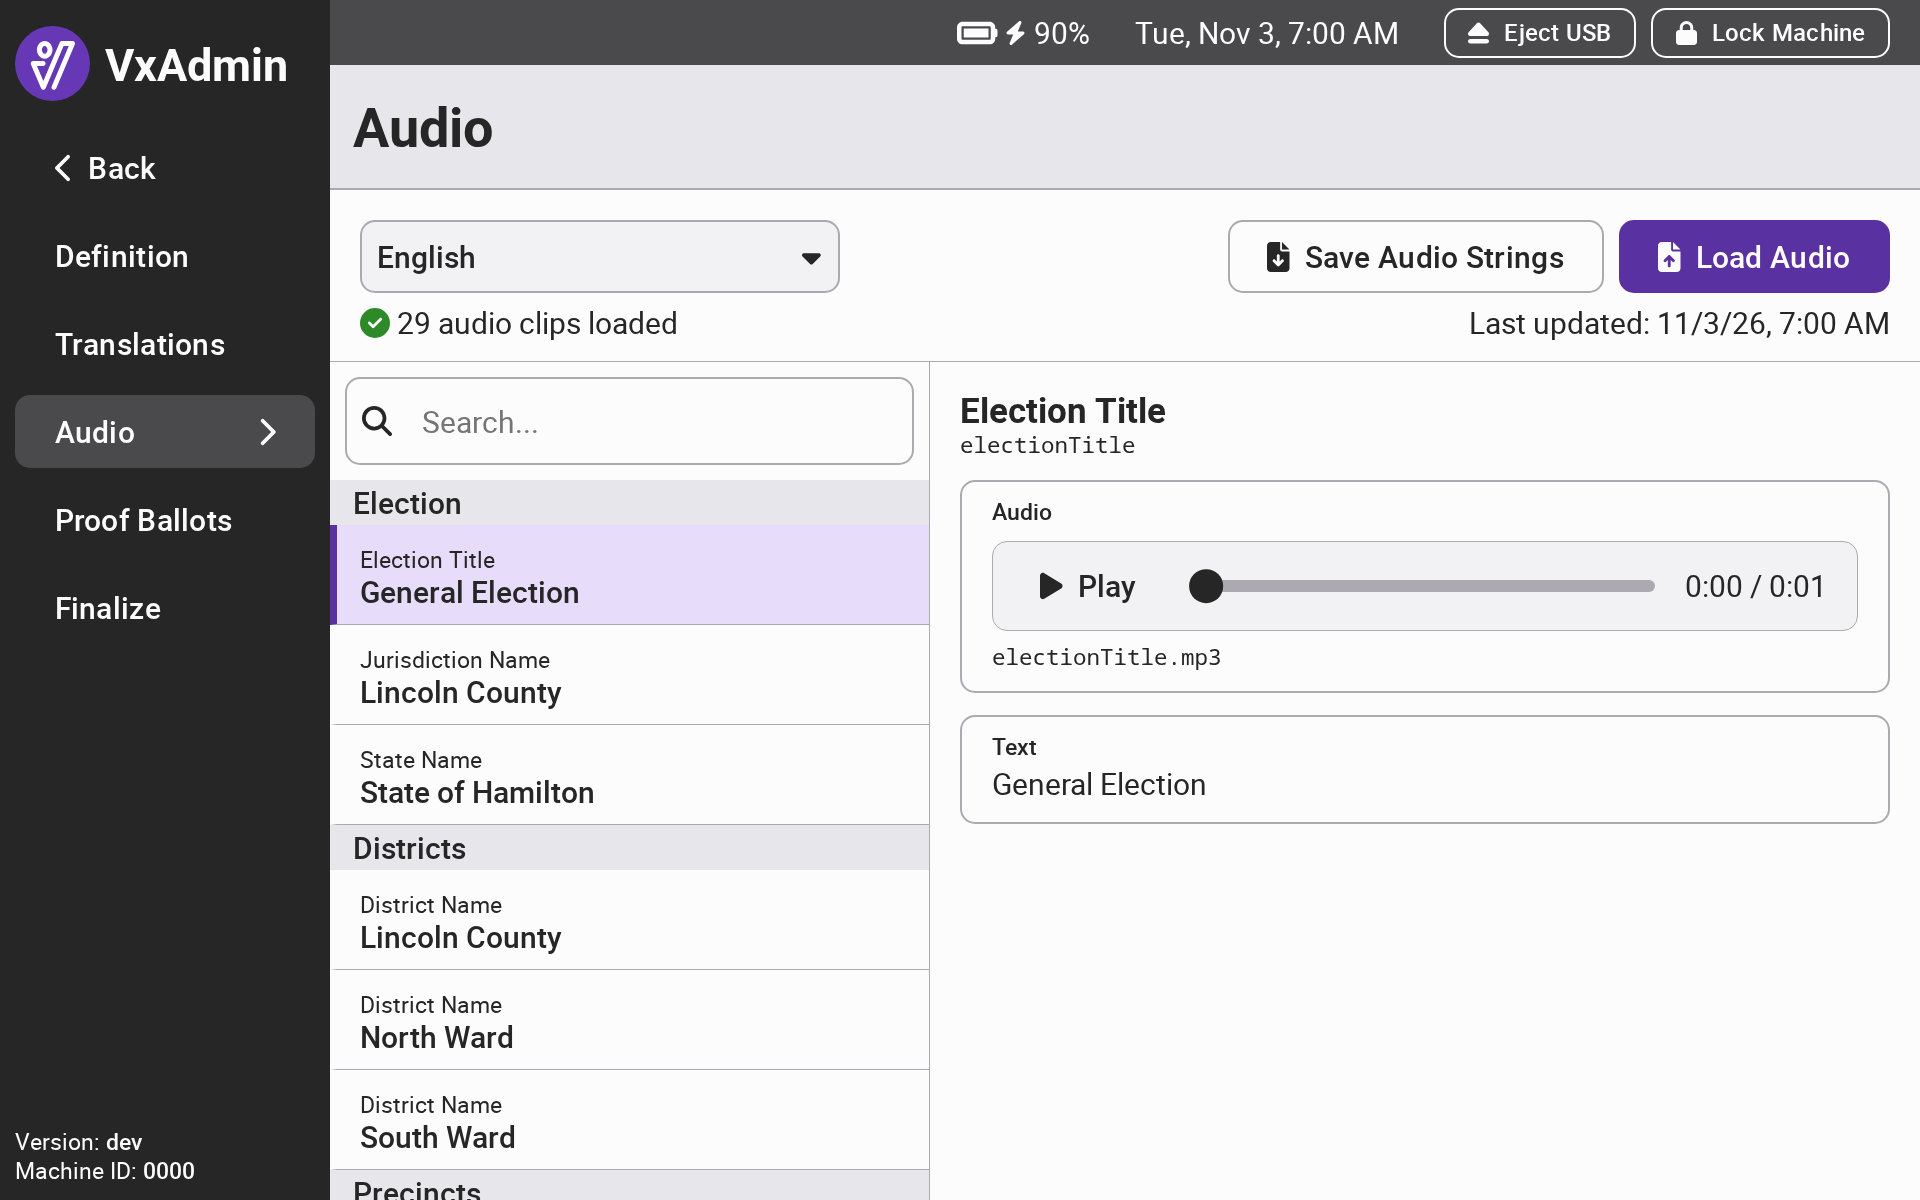 VxAdmin
90%
Tue, Nov 3, 7:00 AM
Eject USB
Lock Machine
Back
Definition
Translations
Audio
Proof Ballots
Finalize
Version: dev
Machine ID: 0000
Audio
English
Save Audio Strings
Load Audio
29 audio clips loaded
Last updated: 11/3/26, 7:00 AM
Search...
Election
Election Title
General Election
Jurisdiction Name
Lincoln County
State Name
State of Hamilton
Districts
District Name
Lincoln County
District Name
North Ward
District Name
South Ward
Precincts
Election Title
electionTitle
Audio
Play
0:00 / 0:01
electionTitle.mp3
Text
General Election